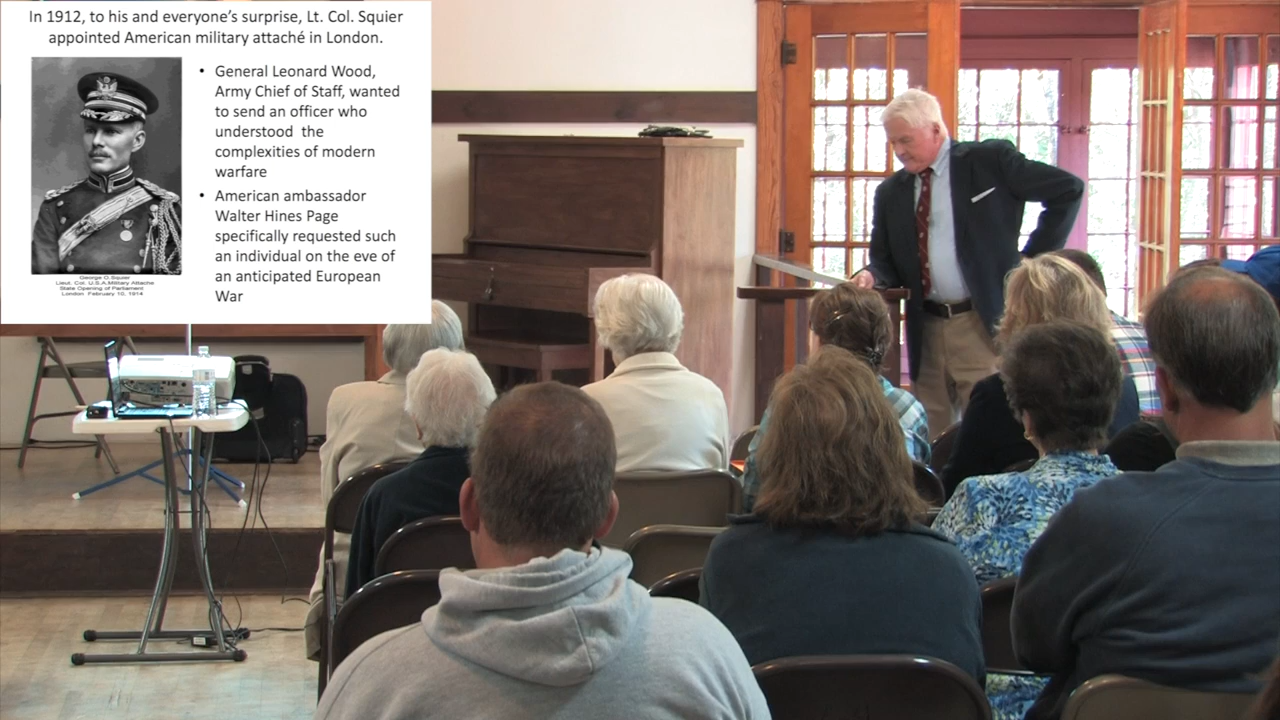 In 1912, to his and everyone's surprise, Lt. Col. Squier
appointed American military attaché in London.
• General Leonard Wood,
Army Chief of Staff, wanted
to send an officer who
understood the
complexities of modern
warfare
• American ambassador
Walter Hines Page
specifically requested such
an individual on the eve of
an anticipated European
War
George O.Squier
Lieut. Col. U.S.A.Military Attache
State Opening of Parliament
London February 10, 1914